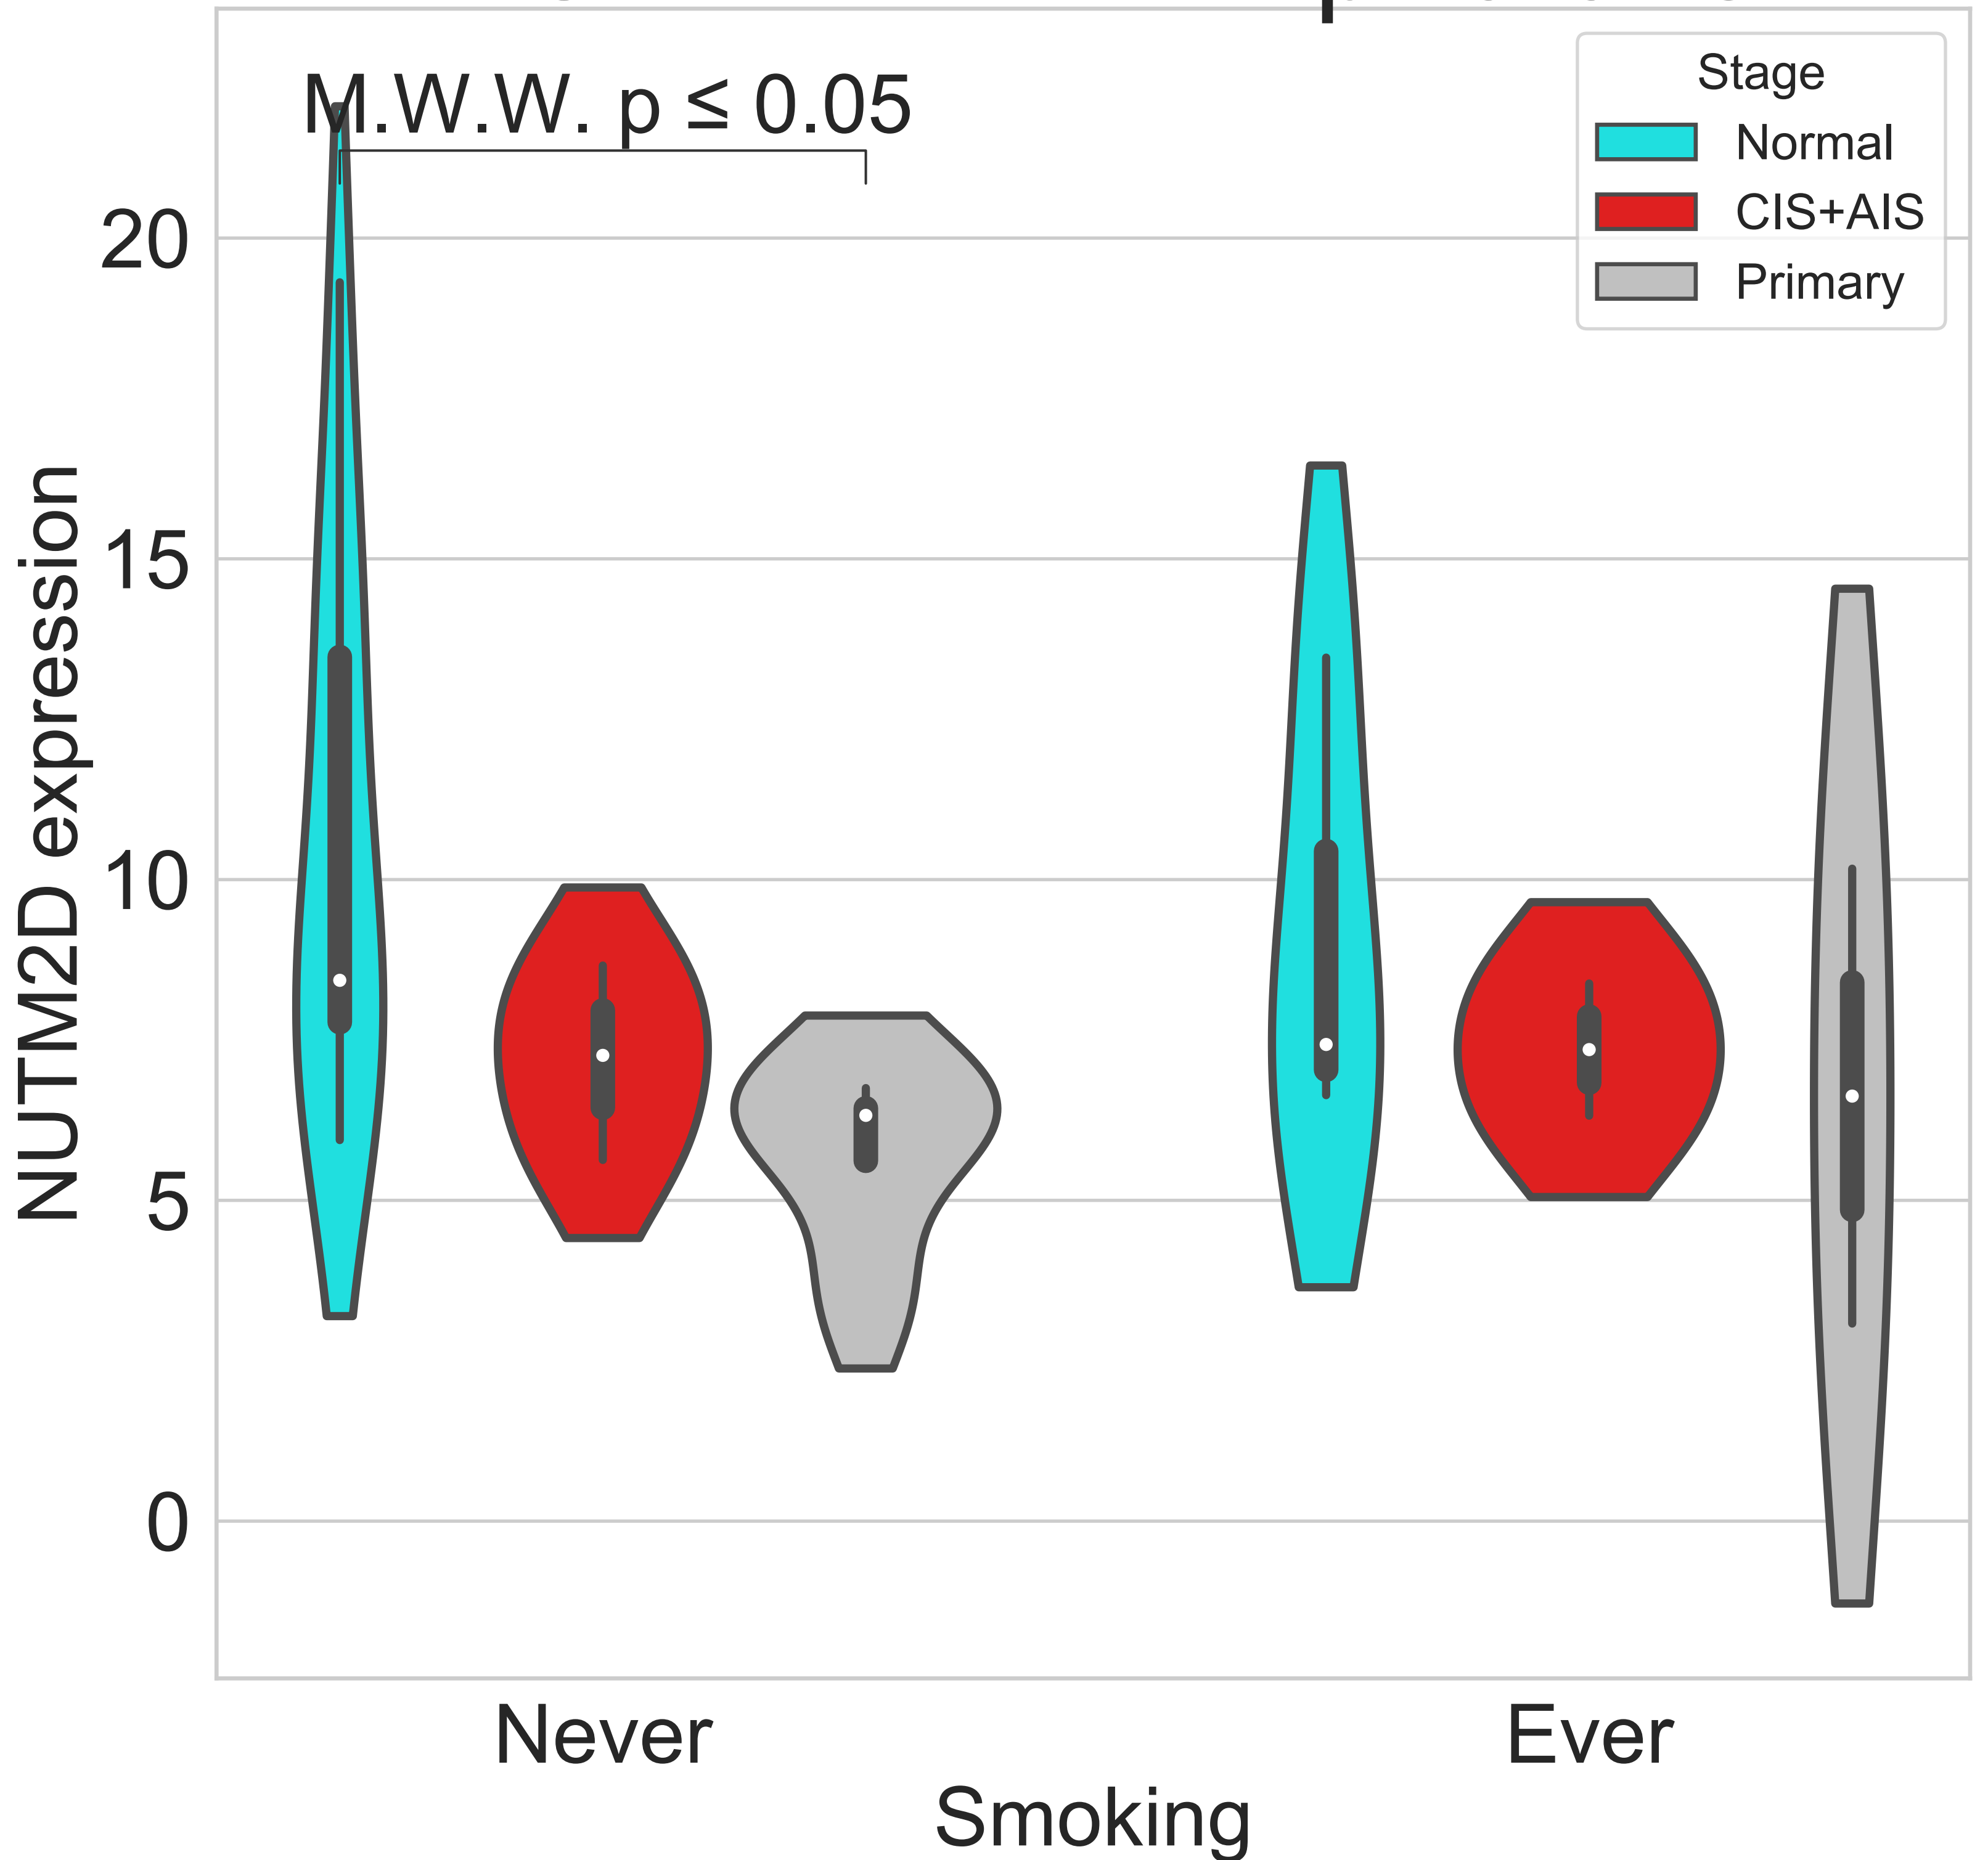 M.W.W. p ≤ 0.05
Stage
Normal
CIS+AIS
Primary
20
15
10
5
0
NUTM2D expression
Never
Ever
Smoking